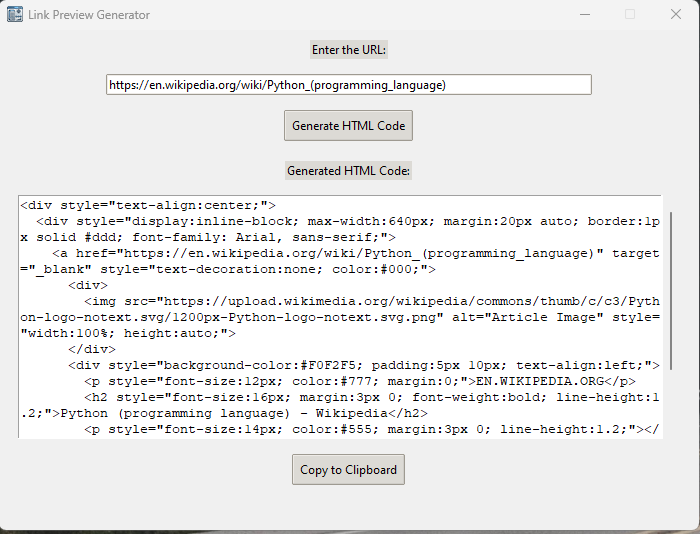 Link Preview Generator
Enter the URL:
https://en.wikipedia.org/wiki/Python_(programming_language)
Generate HTML Code
Generated HTML Code:
<div style="text-align:center;">
  <div style="display:inline-block; max-width:640px; margin:20px auto; border:1p
x solid #ddd; font-family: Arial, sans-serif;">
    <a href="https://en.wikipedia.org/wiki/Python_(programming_language)" target
="_blank" style="text-decoration:none; color:#000;">
      <div>
        <img src="https://upload.wikimedia.org/wikipedia/commons/thumb/c/c3/Pyth
on-logo-notext.svg/1200px-Python-logo-notext.svg.png" alt="Article Image" style=
"width:100%; height:auto;">
      </div>
      <div style="background-color:#F0F2F5; padding:5px 10px; text-align:left;">
        <p style="font-size:12px; color:#777; margin:0;">EN.WIKIPEDIA.ORG</p>
        <h2 style="font-size:16px; margin:3px 0; font-weight:bold; line-height:1
.2;">Python (programming language) - Wikipedia</h2>
        <p style="font-size:14px; color:#555; margin:3px 0; line-height:1.2;"></
Copy to Clipboard